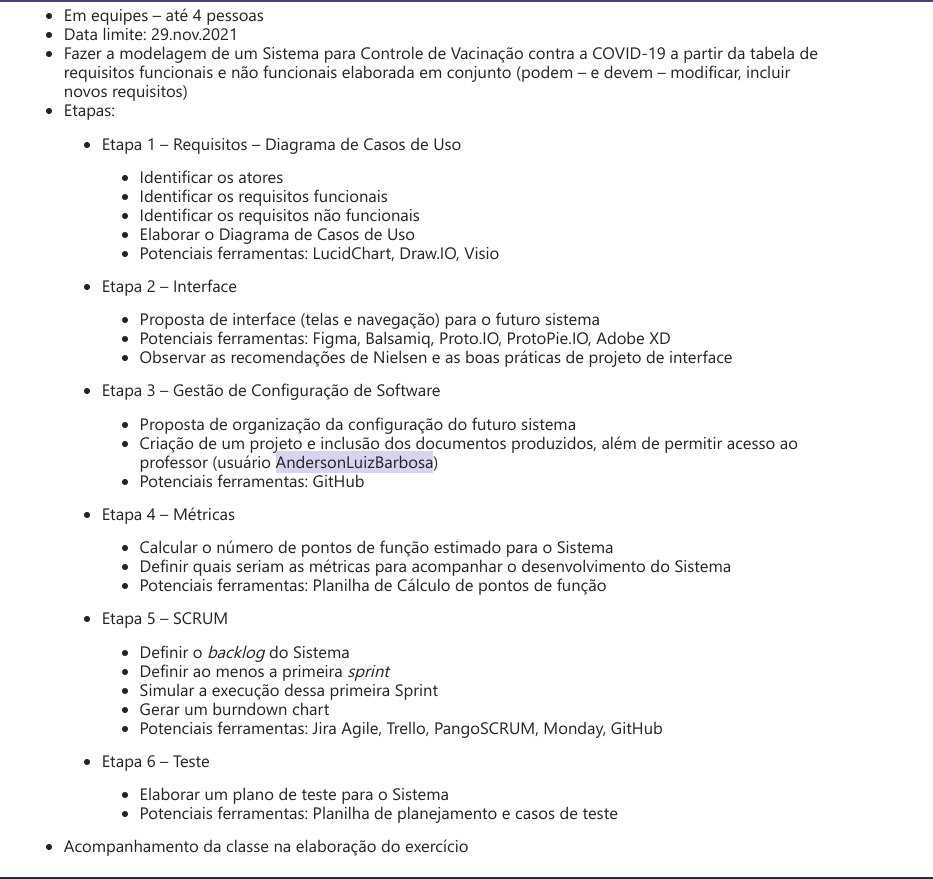 • Em equipes – até 4 pessoas
• Data limite: 29.nov.2021
• Fazer a modelagem de um Sistema para Controle de Vacinação contra a COVID-19 a partir da tabela de
requisitos funcionais e não funcionais elaborada em conjunto (podem – e devem – modificar, incluir
novos requisitos)
• Etapas:
• Etapa 1 – Requisitos – Diagrama de Casos de Uso
• Identificar os atores
• Identificar os requisitos funcionais
• Identificar os requisitos não funcionais
• Elaborar o Diagrama de Casos de Uso
• Potenciais ferramentas: LucidChart, Draw.IO, Visio
• Etapa 2 – Interface
• Proposta de interface (telas e navegação) para o futuro sistema
• Potenciais ferramentas: Figma, Balsamiq, Proto.IO, ProtoPie.IO, Adobe XD
• Observar as recomendações de Nielsen e as boas práticas de projeto de interface
• Etapa 3 – Gestão de Configuração de Software
• Proposta de organização da configuração do futuro sistema
• Criação de um projeto e inclusão dos documentos produzidos, além de permitir acesso ao
professor (usuário AndersonLuizBarbosa)
• Potenciais ferramentas: GitHub
• Etapa 4 – Métricas
• Calcular o número de pontos de função estimado para o Sistema
• Definir quais seriam as métricas para acompanhar o desenvolvimento do Sistema
• Potenciais ferramentas: Planilha de Cálculo de pontos de função
• Etapa 5 – SCRUM
• Definir o backlog do Sistema
• Definir ao menos a primeira sprint
• Simular a execução dessa primeira Sprint
• Gerar um burndown chart
• Potenciais ferramentas: Jira Agile, Trello, PangoSCRUM, Monday, GitHub
• Etapa 6 – Teste
• Elaborar um plano de teste para o Sistema
• Potenciais ferramentas: Planilha de planejamento e casos de teste
• Acompanhamento da classe na elaboração do exercício